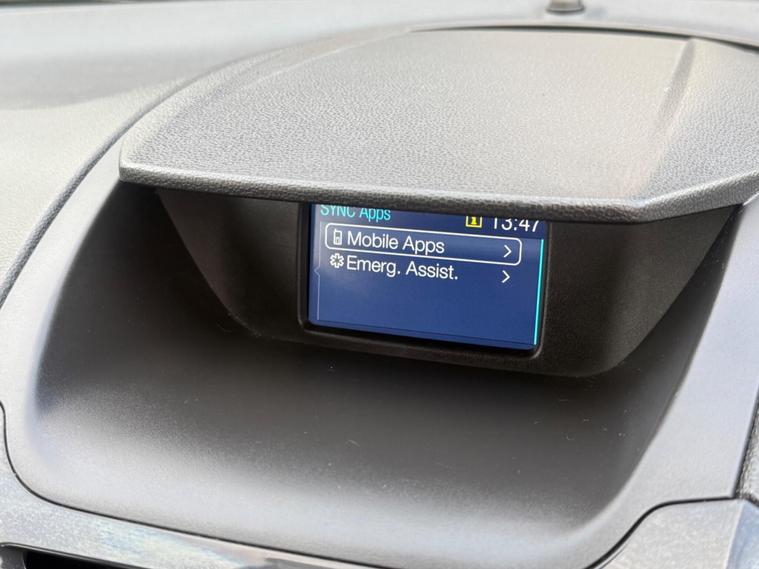 SYNC Apps 13:47
Mobile Apps
Emerg. Assist.